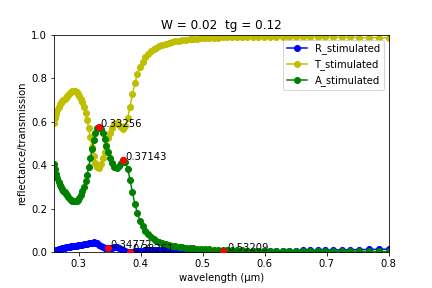 W = 0.02 tg = 0.12
reflectance/transmission
1.0
0.8
0.6
0.4
0.2
0.0
R_stimulated
T_stimulated
A_stimulated
0.33256
0.37143
0.34772
0.53209
0.3
0.4
0.5
0.6
0.7
0.8
wavelength (μm)